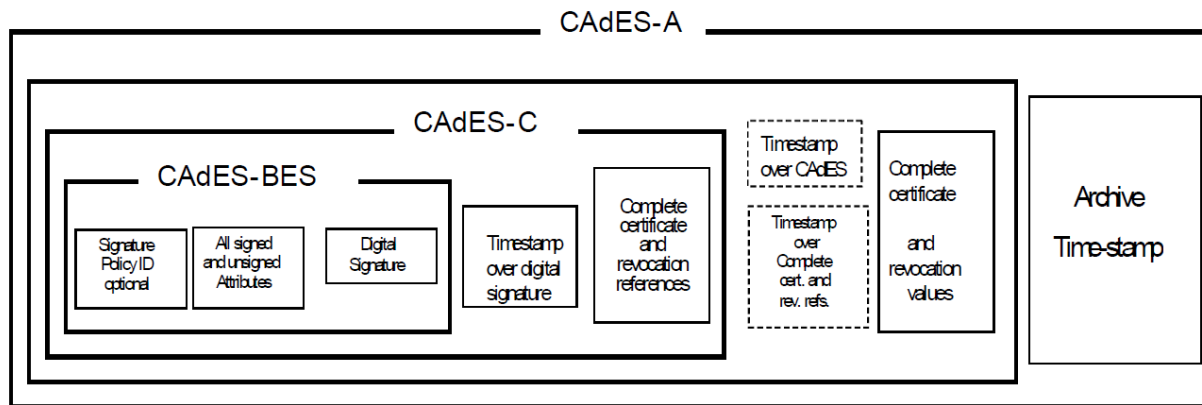 CAdES-A
CAdES-C
CAdES-BES
Signature
Policy ID
optional
All signed
and unsigned
Attributes
Digital
Signature
Timestamp
over digital
signature
Complete
certificate
and
revocation
references
Timestamp
over CAdES
Timestamp
over
Complete
cert. and
rev. refs.
Complete
certificate
and
revocation
values
Archive
Time-stamp